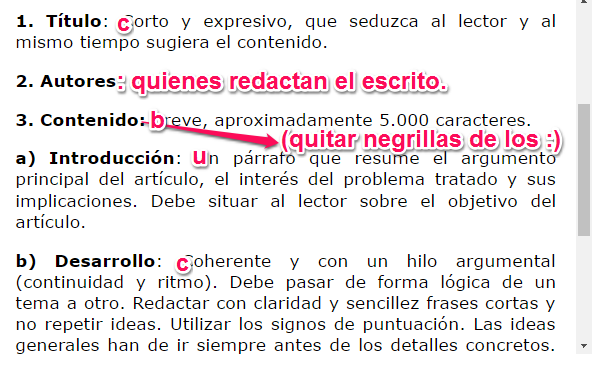 1. Título: corto y expresivo, que seduzca al lector y al
mismo tiempo sugiera el contenido.
2. Autores: quienes redactan el escrito.
3. Contenido: breve, aproximadamente 5.000 caracteres.
(quitar negrillas de los :)
a) Introducción: un párrafo que resume el argumento
principal del artículo, el interés del problema tratado y sus
implicaciones. Debe situar al lector sobre el objetivo del
artículo.
b) Desarrollo: coherente y con un hilo argumental
(continuidad y ritmo). Debe pasar de forma lógica de un
tema a otro. Redactar con claridad y sencillez frases cortas y
no repetir ideas. Utilizar los signos de puntuación. Las ideas
generales han de ir siempre antes de los detalles concretos.